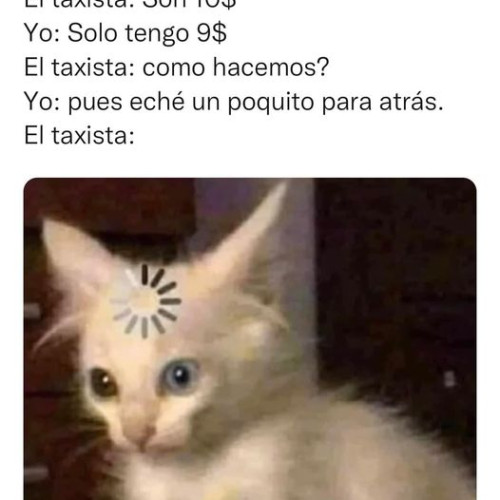 El taxista: Son 10$
Yo: Solo tengo 9$
El taxista: como hacemos?
Yo: pues eché un poquito para atrás.
El taxista: